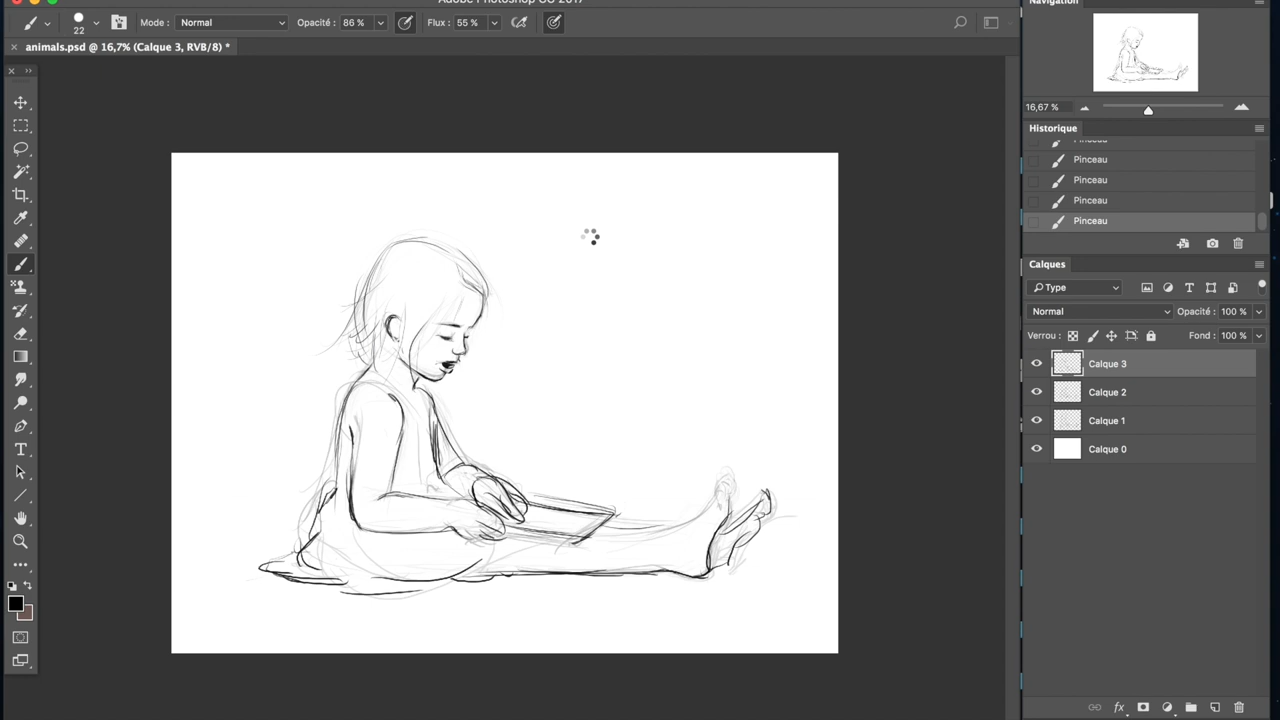 Adobe Photoshop CC 2017
Navigation
22
Mode : Normal
Opacité : 86 %
Flux : 55 %
animals.psd @ 16,7% (Calque 3, RVB/8) *
16,67 %
Historique
Pinceau
Pinceau
Pinceau
Pinceau
Pinceau
Calques
Type
Normal
Opacité : 100 %
Verrou :
Fond : 100 %
Calque 3
Calque 2
Calque 1
Calque 0
fx